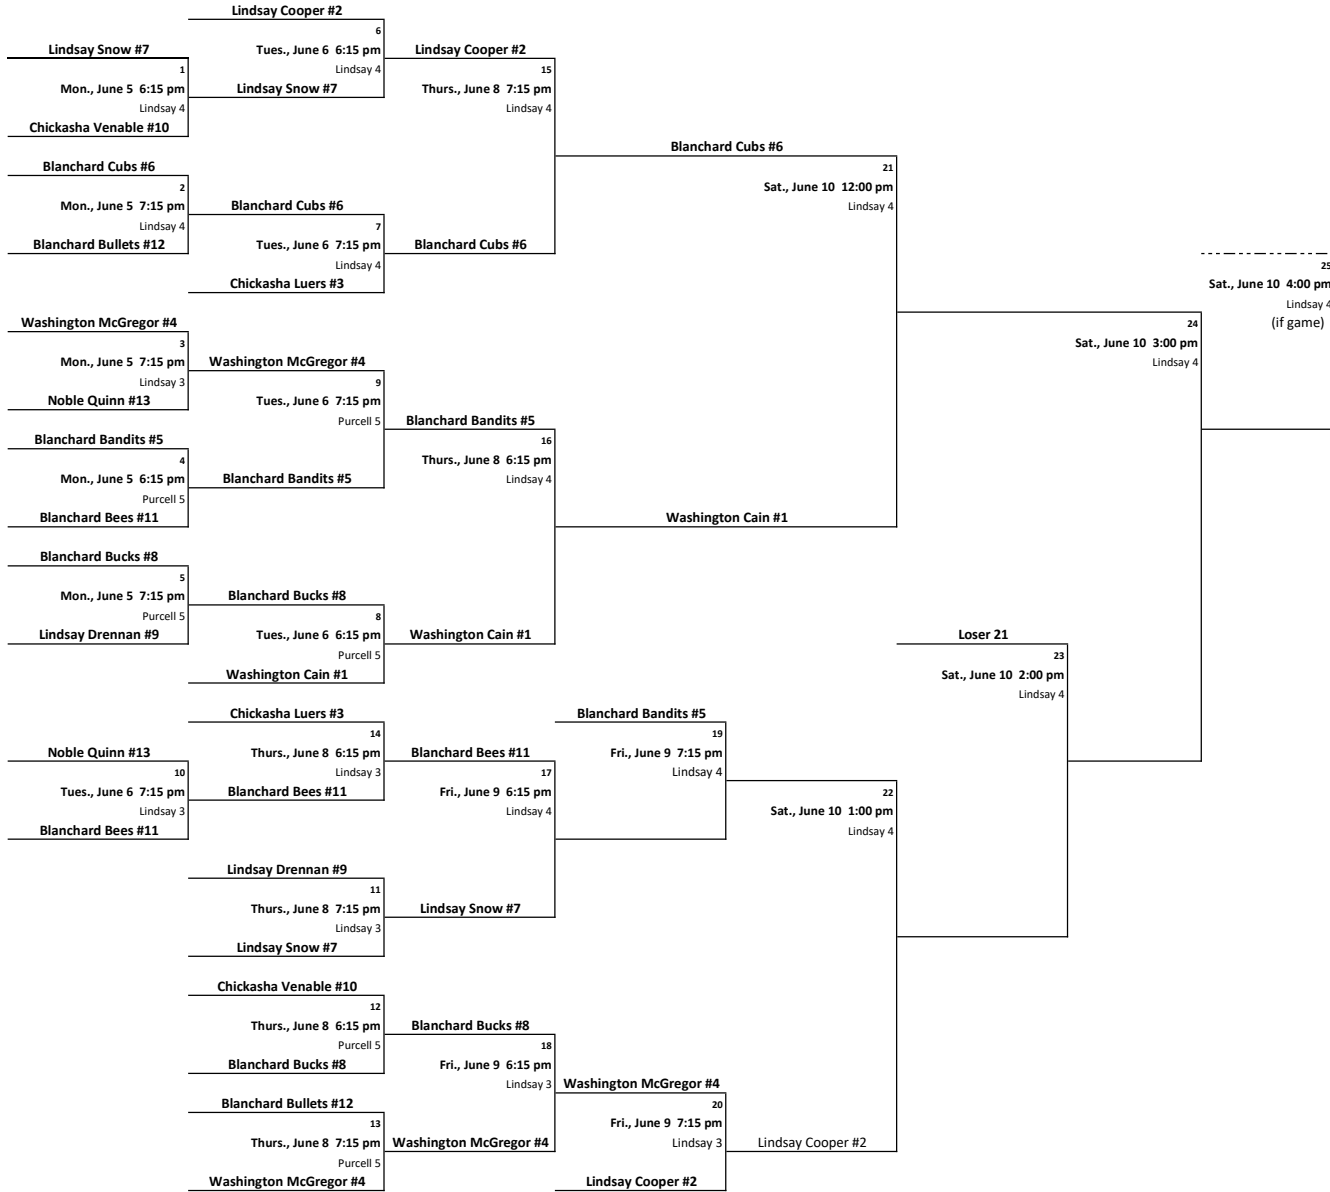 Lindsay Cooper #2
6
Lindsay Snow #7
Tues., June 6 6:15 pm
Lindsay Cooper #2
1
Lindsay 4
15
Mon., June 5 6:15 pm
Lindsay Snow #7
Thurs., June 8 7:15 pm
Lindsay 4
Lindsay 4
Chickasha Venable #10
Blanchard Cubs #6
Blanchard Cubs #6
21
2
Sat., June 10 12:00 pm
Mon., June 5 7:15 pm
Blanchard Cubs #6
Lindsay 4
Lindsay 4
7
Blanchard Bullets #12
Tues., June 6 7:15 pm
Blanchard Cubs #6
Lindsay 4
25
Chickasha Luers #3
Sat., June 10 4:00 pm
Lindsay 4
Washington McGregor #4
24
(if game)
3
Sat., June 10 3:00 pm
Mon., June 5 7:15 pm
Washington McGregor #4
Lindsay 4
Lindsay 3
9
Noble Quinn #13
Tues., June 6 7:15 pm
Purcell 5
Blanchard Bandits #5
Blanchard Bandits #5
16
4
Thurs., June 8 6:15 pm
Mon., June 5 6:15 pm
Blanchard Bandits #5
Lindsay 4
Purcell 5
Blanchard Bees #11
Washington Cain #1
Blanchard Bucks #8
5
Mon., June 5 7:15 pm
Blanchard Bucks #8
Purcell 5
8
Lindsay Drennan #9
Tues., June 6 6:15 pm
Washington Cain #1
Loser 21
Purcell 5
23
Washington Cain #1
Sat., June 10 2:00 pm
Lindsay 4
Chickasha Luers #3
Blanchard Bandits #5
14
19
Noble Quinn #13
Thurs., June 8 6:15 pm
Blanchard Bees #11
Fri., June 9 7:15 pm
10
Lindsay 3
17
Lindsay 4
Tues., June 6 7:15 pm
Blanchard Bees #11
Fri., June 9 6:15 pm
22
Lindsay 3
Lindsay 4
Sat., June 10 1:00 pm
Blanchard Bees #11
Lindsay 4
Lindsay Drennan #9
11
Thurs., June 8 7:15 pm
Lindsay Snow #7
Lindsay 3
Lindsay Snow #7
Chickasha Venable #10
12
Thurs., June 8 6:15 pm
Blanchard Bucks #8
Purcell 5
18
Blanchard Bucks #8
Fri., June 9 6:15 pm
Lindsay 3
Washington McGregor #4
Blanchard Bullets #12
20
13
Fri., June 9 7:15 pm
Thurs., June 8 7:15 pm
Washington McGregor #4
Lindsay 3
Lindsay Cooper #2
Purcell 5
Washington McGregor #4
Lindsay Cooper #2